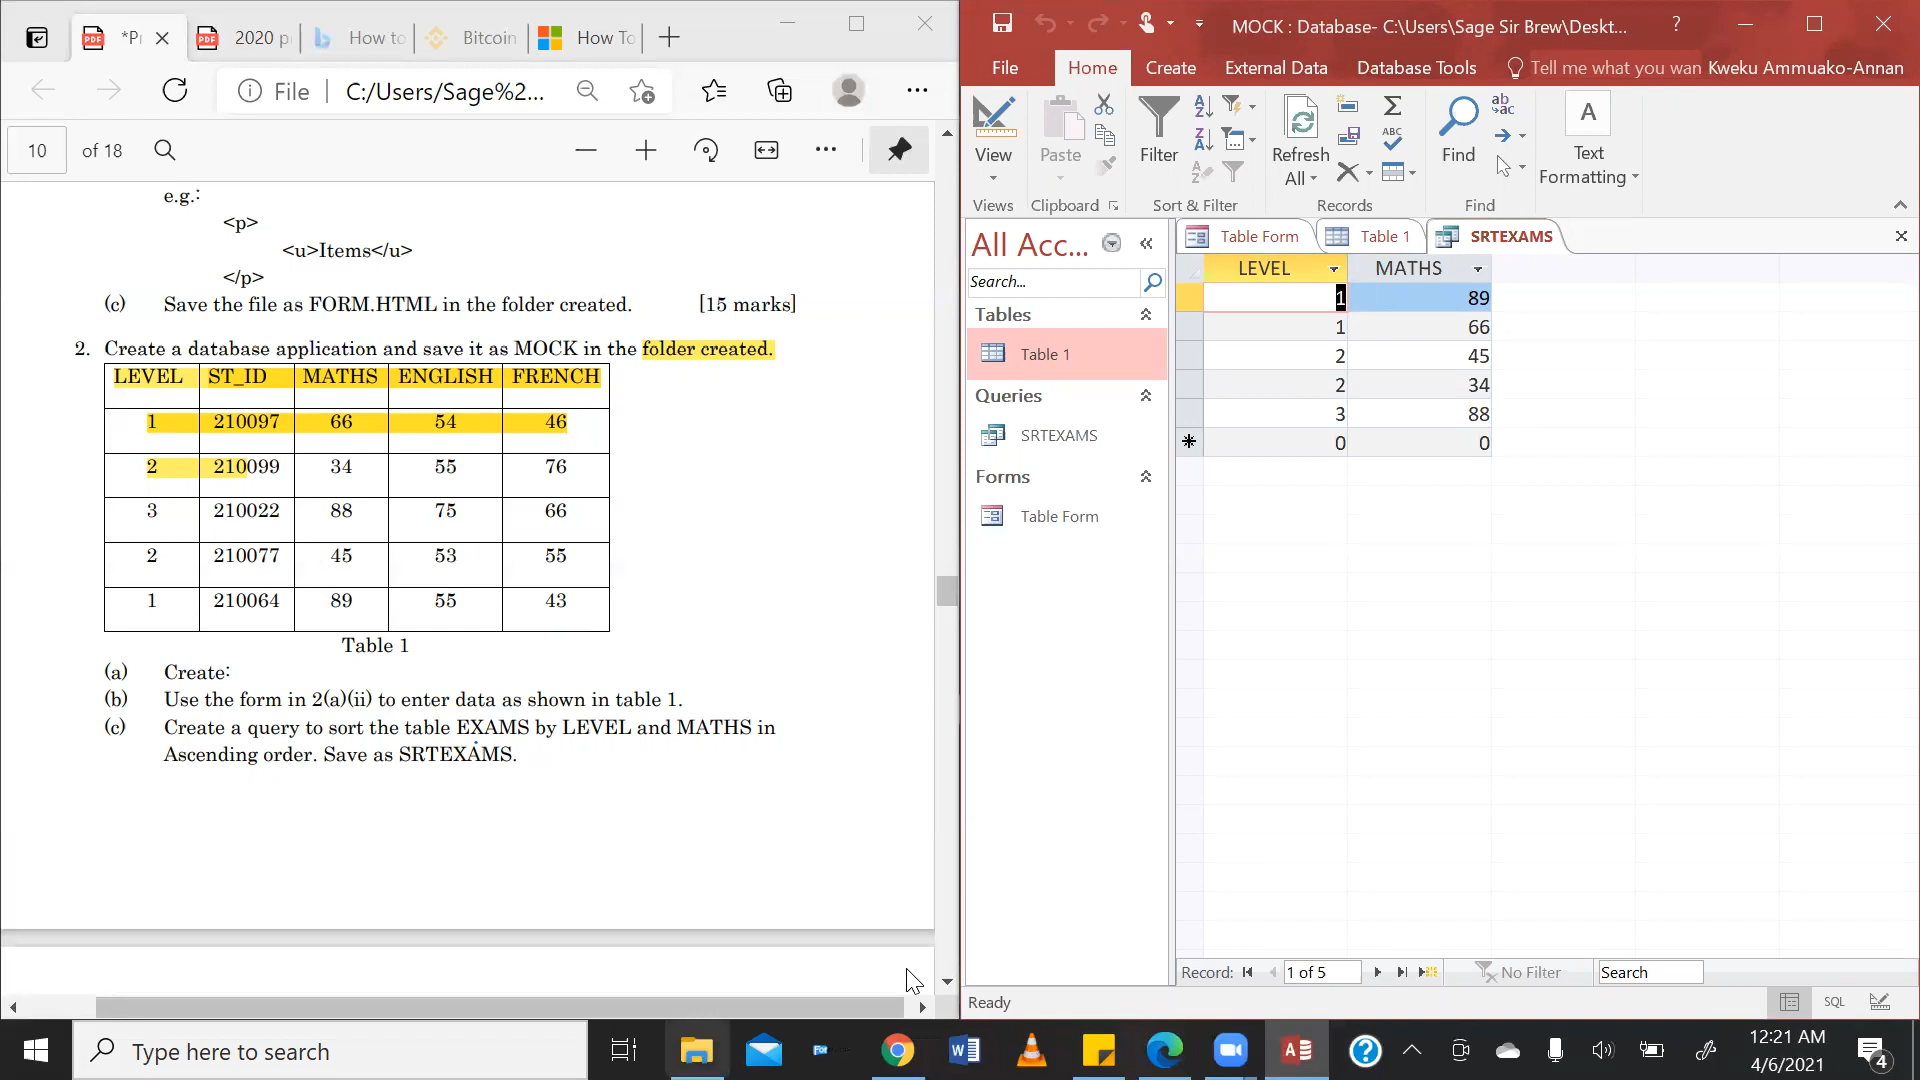 *Pr
2020 p
How to
Bitcoin
How To
File
C:/Users/Sage%2...
10
of 18
e.g.:
<p>
<u>Items</u>
</p>
(c) Save the file as FORM.HTML in the folder created. [15 marks]
2. Create a database application and save it as MOCK in the folder created.
LEVEL ST_ID MATHS ENGLISH FRENCH
1 210097 66 54 46
2 210099 34 55 76
3 210022 88 75 66
2 210077 45 53 55
1 210064 89 55 43
Table 1
(a) Create:
(b) Use the form in 2(a)(ii) to enter data as shown in table 1.
(c) Create a query to sort the table EXAMS by LEVEL and MATHS in
Ascending order. Save as SRTEXAMS.
MOCK : Database- C:\Users\Sage Sir Brew\Deskt...
File Home Create External Data Database Tools Tell me what you wan Kweku Ammuako-Annan
View
Paste
Filter
Refresh
All
Find
Text
Formatting
Views Clipboard Sort & Filter Records Find
All Acc...
Search...
Tables
Table 1
Queries
SRTEXAMS
Forms
Table Form
Table Form Table 1 SRTEXAMS
LEVEL MATHS
1 89
1 66
2 45
2 34
3 88
0 0
Record: 1 of 5 No Filter Search
Ready SQL
Type here to search
12:21 AM
4/6/2021
4